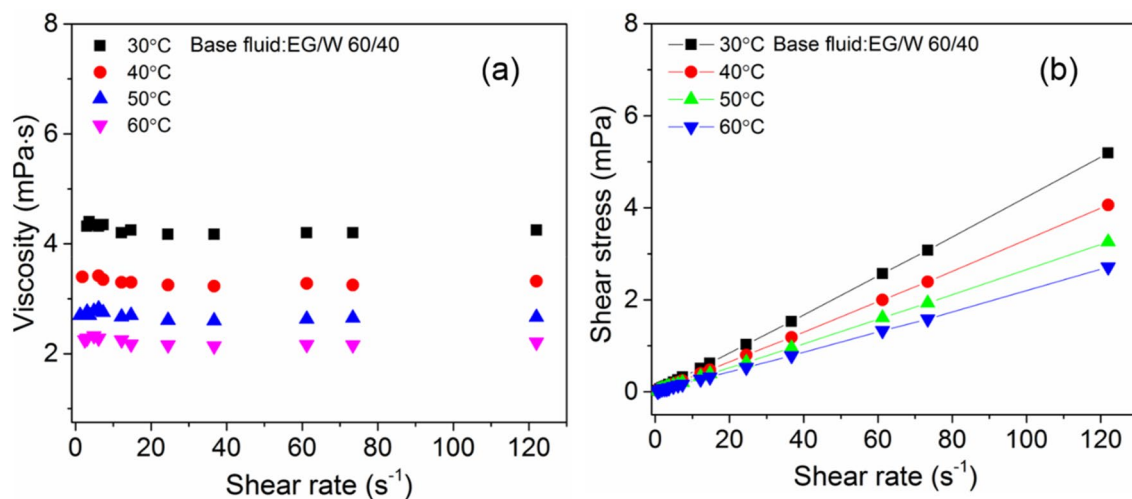 8
6
4
2
Viscosity (mPa·s)
30°C Base fluid:EG/W 60/40
40°C
50°C
60°C
(a)
0 20 40 60 80 100 120
Shear rate (s⁻¹)
8
6
4
2
0
Shear stress (mPa)
30°C Base fluid:EG/W 60/40
40°C
50°C
60°C
(b)
0 20 40 60 80 100 120
Shear rate (s⁻¹)